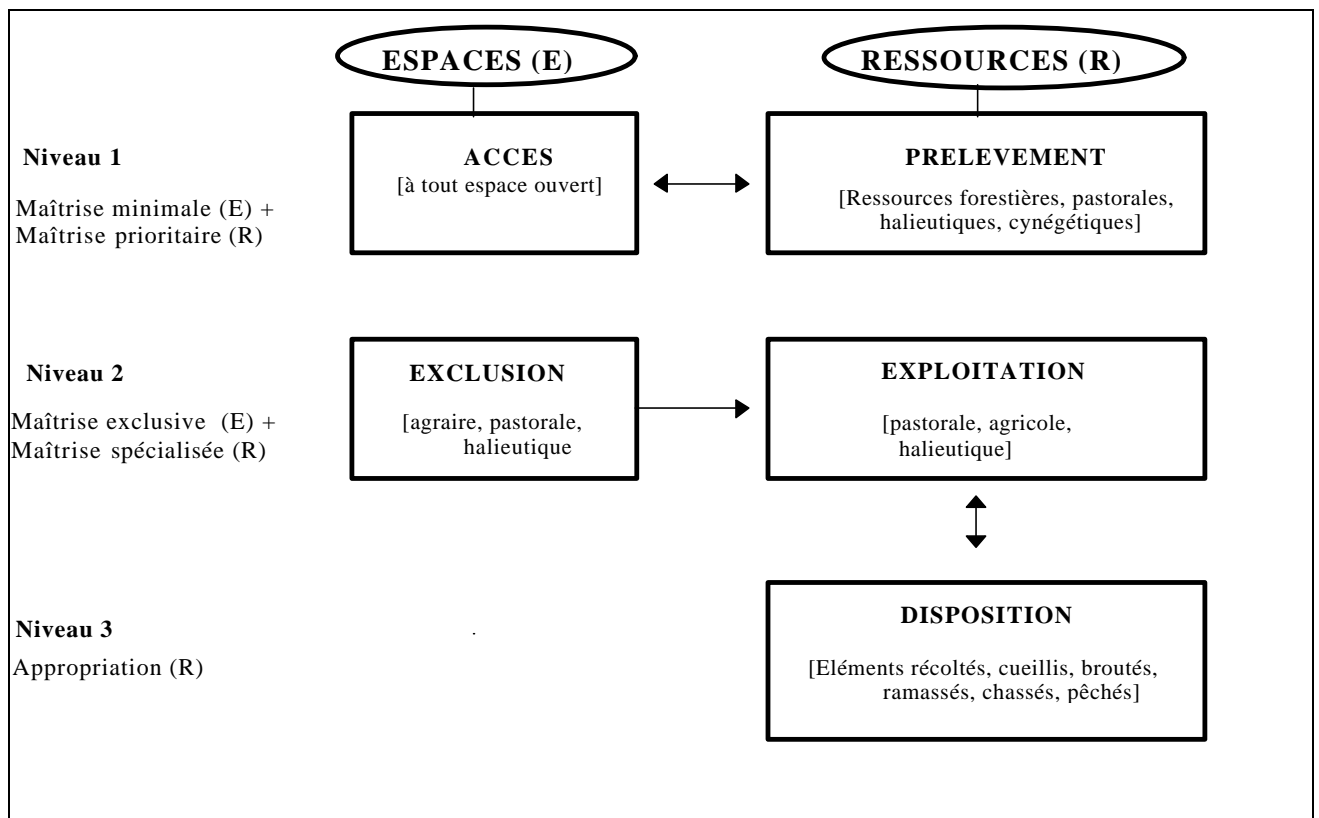 ESPACES (E)
RESSOURCES (R)
Niveau 1
Maîtrise minimale (E) +
Maîtrise prioritaire (R)
ACCES
[à tout espace ouvert]
PRELEVEMENT
[Ressources forestières, pastorales,
halieutiques, cynégétiques]
Niveau 2
Maîtrise exclusive (E) +
Maîtrise spécialisée (R)
EXCLUSION
[agraire, pastorale,
halieutique
EXPLOITATION
[pastorale, agricole,
halieutique]
Niveau 3
Appropriation (R)
DISPOSITION
[Eléments récoltés, cueillis, broutés,
ramassés, chassés, pêchés]